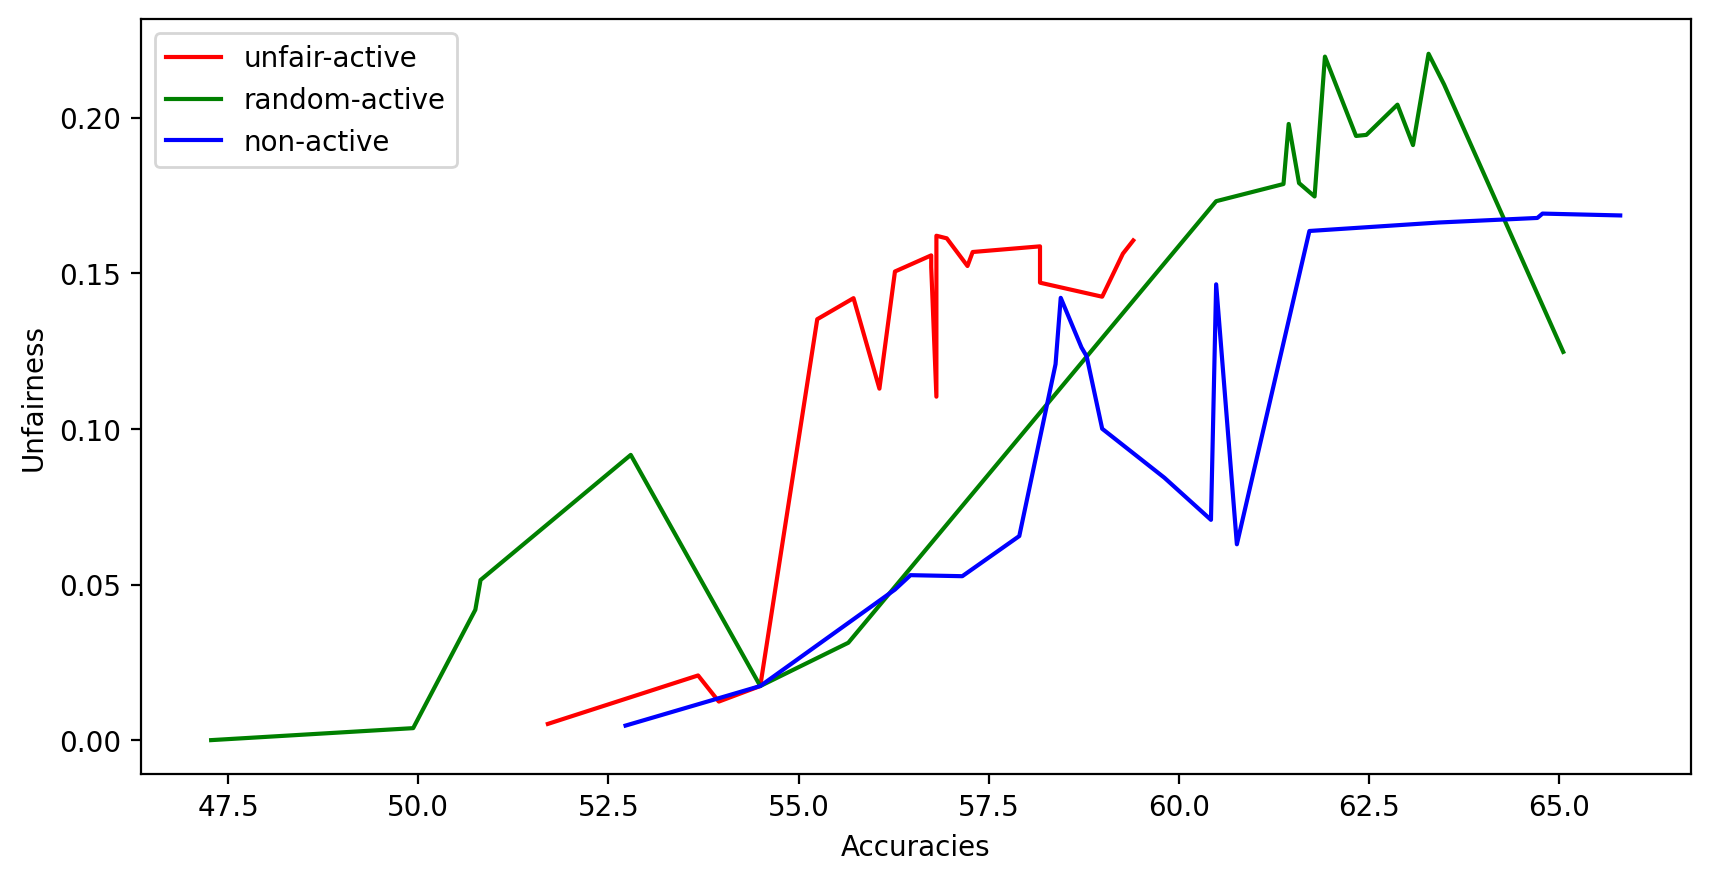 unfair-active
random-active
non-active
0.20
0.15
0.10
0.05
0.00
Unfairness
47.5 50.0 52.5 55.0 57.5 60.0 62.5 65.0
Accuracies